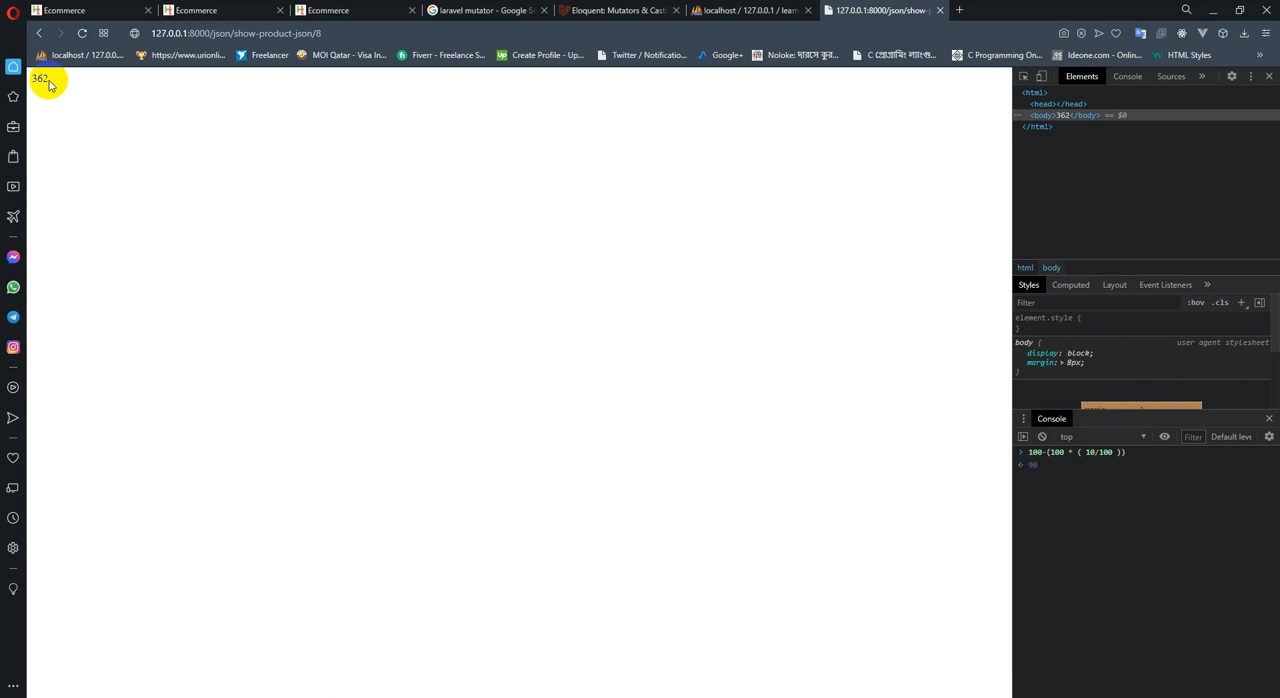 Ecommerce
Ecommerce
Ecommerce
laravel mutator - Google Se
Eloquent: Mutators & Casti
localhost / 127.0.0.1 / learn
127.0.0.1:8000/json/show-p
127.0.0.1:8000/json/show-product-json/8
localhost / 127.0.0....
https://www.urionli...
Freelancer
MOI Qatar - Visa In...
Fiverr - Freelance S...
Create Profile - Up...
Twitter / Notificatio...
Google+
C Programming On...
Ideone.com - Onlin...
HTML Styles
362
Elements
Console
Sources
<html>
<head></head>
<body>362</body> == $0
</html>
html
body
Styles
Computed
Layout
Event Listeners
Filter
:hov
.cls
element.style {
}
body {
user agent stylesheet
display: block;
margin: 8px;
}
Console
top
Filter
Default leve
100-(100 * ( 10/100 ))
90